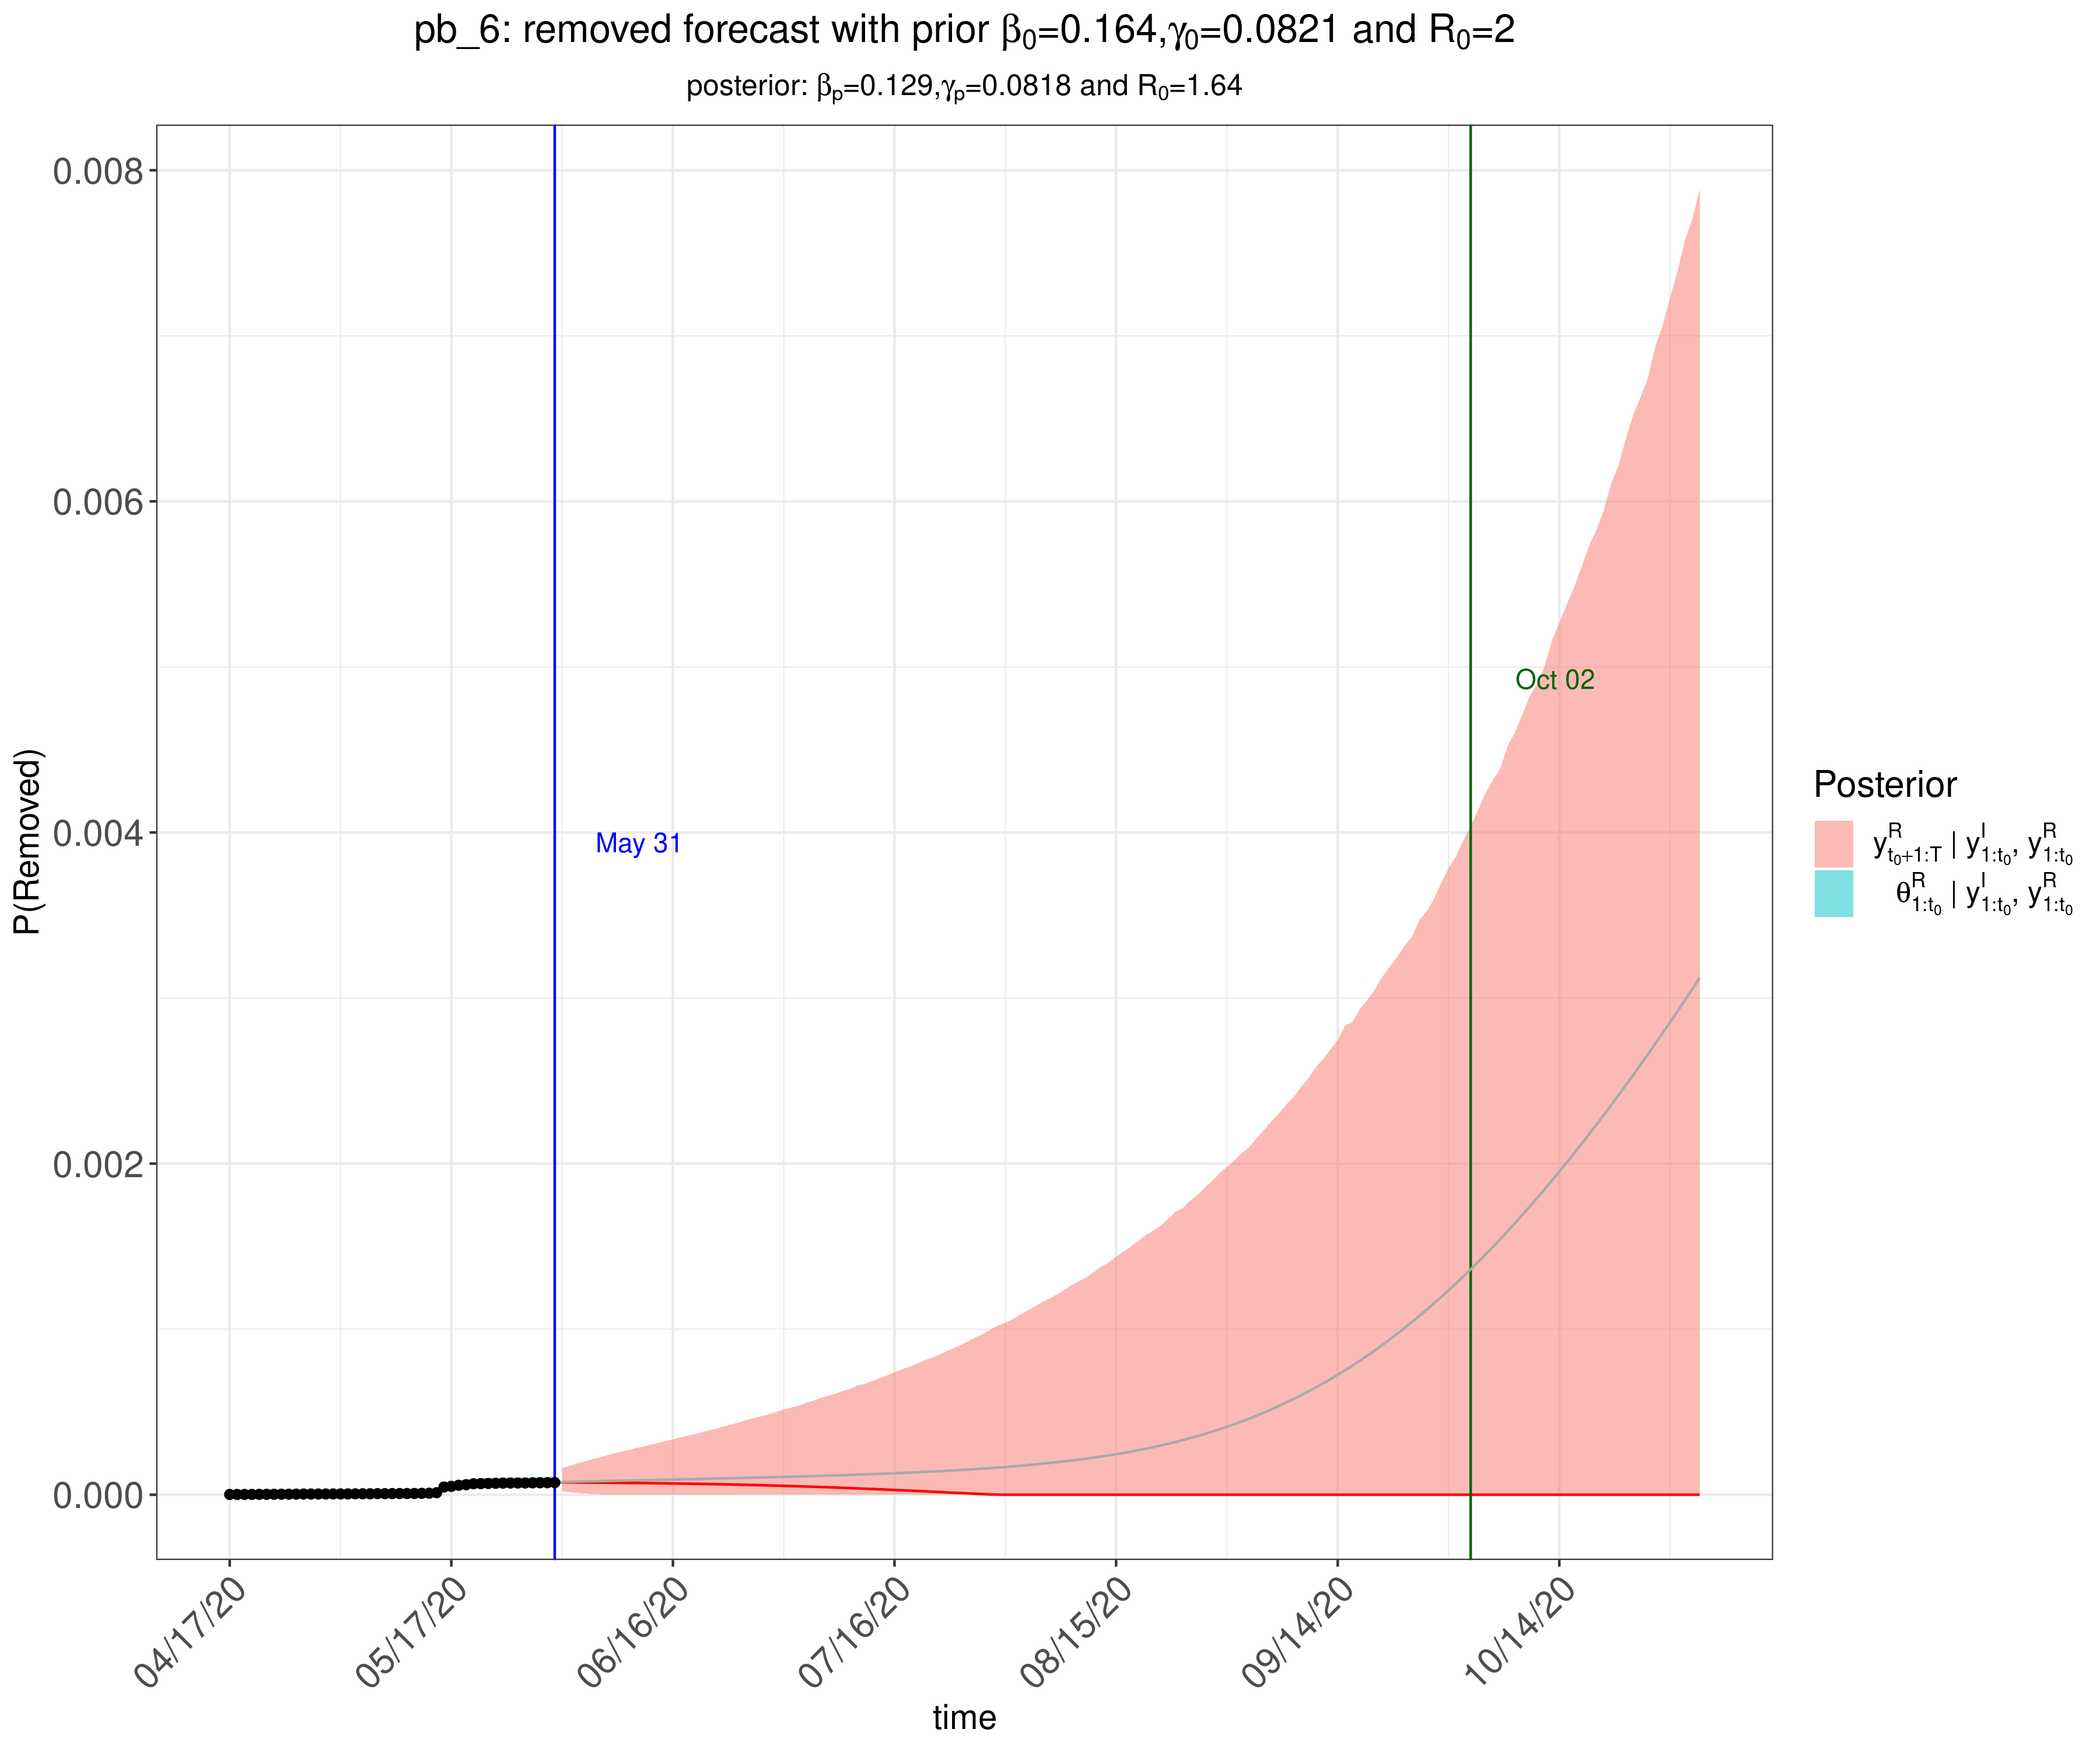 pb_6: removed forecast with prior β₀=0.164,γ₀=0.0821 and R₀=2
posterior: βₚ=0.129,γₚ=0.0818 and R₀=1.64
P(Removed)
0.008
0.006
0.004
0.002
0.000
May 31
Oct 02
04/17/20
05/17/20
06/16/20
07/16/20
08/15/20
09/14/20
10/14/20
time
Posterior
y^R_{t₀+1:T} | y^I_{1:t₀}, y^R_{1:t₀}
θ^R_{1:t₀} | y^I_{1:t₀}, y^R_{1:t₀}